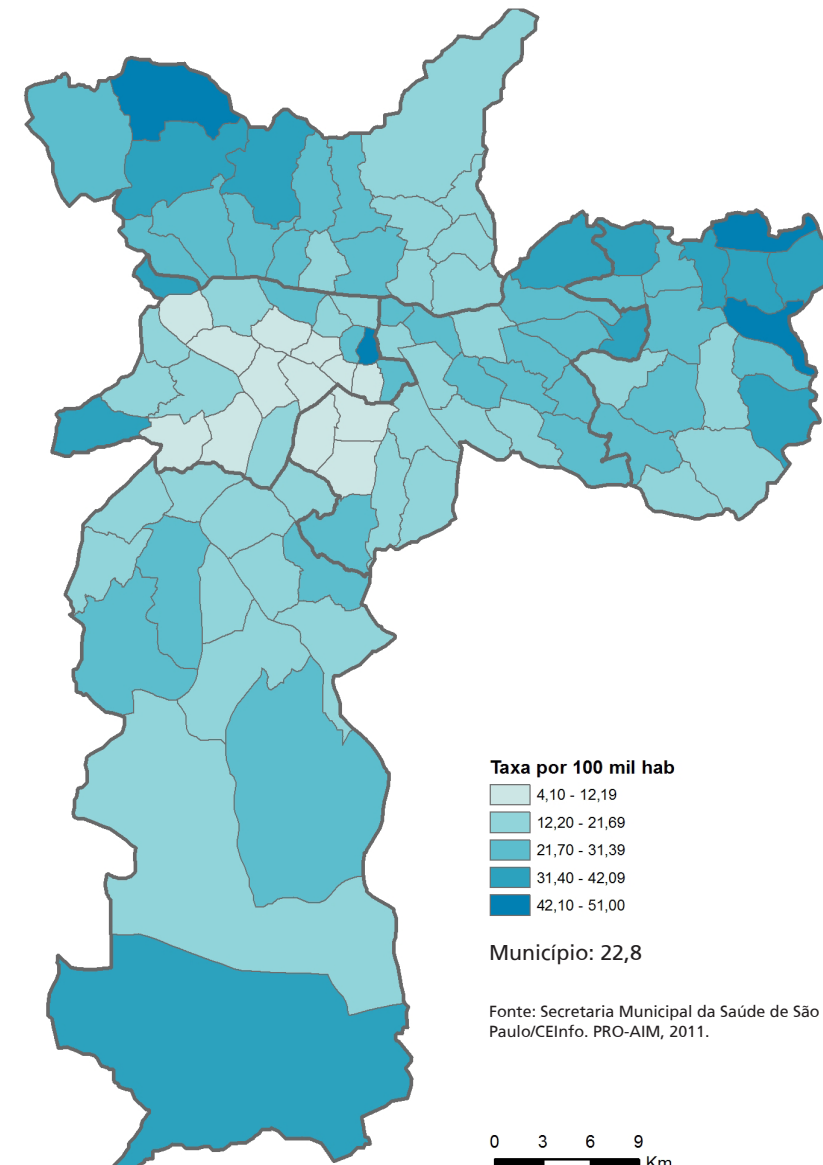 Taxa por 100 mil hab
4,10 - 12,19
12,20 - 21,69
21,70 - 31,39
31,40 - 42,09
42,10 - 51,00
Município: 22,8
Fonte: Secretaria Municipal da Saúde de São
Paulo/CEInfo. PRO-AIM, 2011.
0 3 6 9
Km